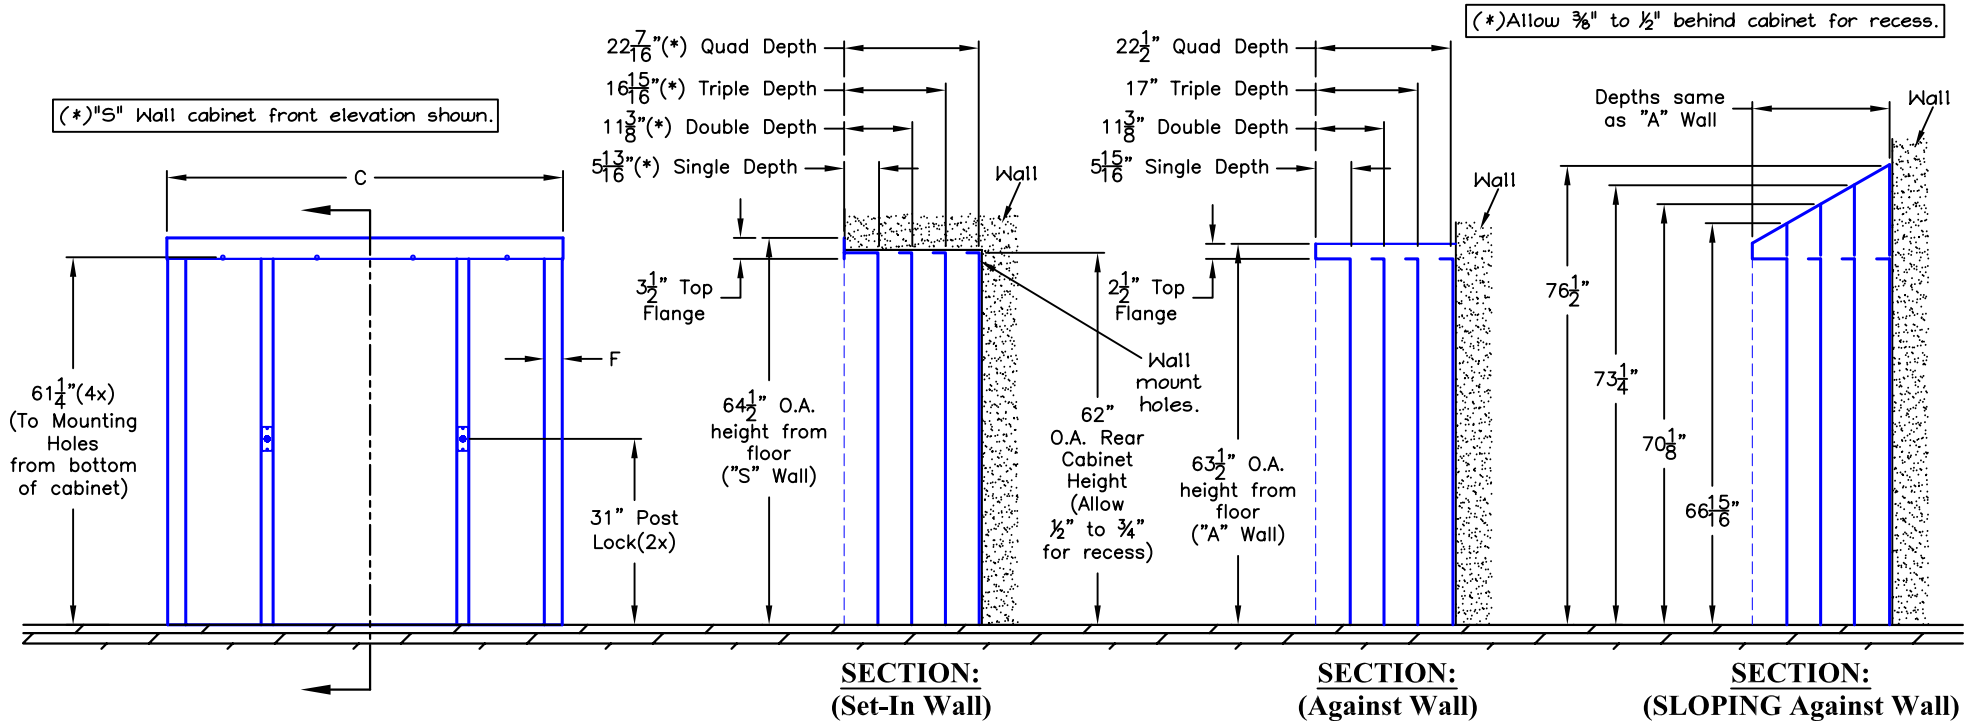 (*)Allow ⅜" to ½" behind cabinet for recess.
(*)"S" Wall cabinet front elevation shown.
C
F
61 1/4"(4x)
(To Mounting
Holes
from bottom
of cabinet)
31" Post
Lock(2x)
22 7/16"(*) Quad Depth
16 15/16"(*) Triple Depth
11 3/8"(*) Double Depth
5 13/16"(*) Single Depth
Wall
3 1/2" Top
Flange
64 1/2" O.A.
height from
floor
("S" Wall)
Wall
mount
holes.
62"
O.A. Rear
Cabinet
Height
(Allow
½" to ¾"
for recess)
SECTION:
(Set-In Wall)
22 1/2" Quad Depth
17" Triple Depth
11 3/8" Double Depth
5 15/16" Single Depth
Wall
2 1/2" Top
Flange
63 1/2" O.A.
height from
floor
("A" Wall)
SECTION:
(Against Wall)
Depths same
as "A" Wall
Wall
76 1/2"
73 1/4"
70 1/8"
66 15/16"
SECTION:
(SLOPING Against Wall)